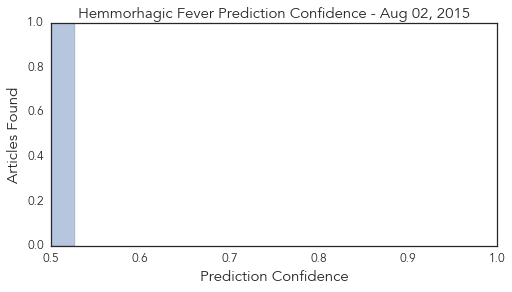 Hemmorhagic Fever Prediction Confidence - Aug 02, 2015
1.0
0.8
0.6
0.4
0.2
0.0
Articles Found
0.5 0.6 0.7 0.8 0.9 1.0
Prediction Confidence